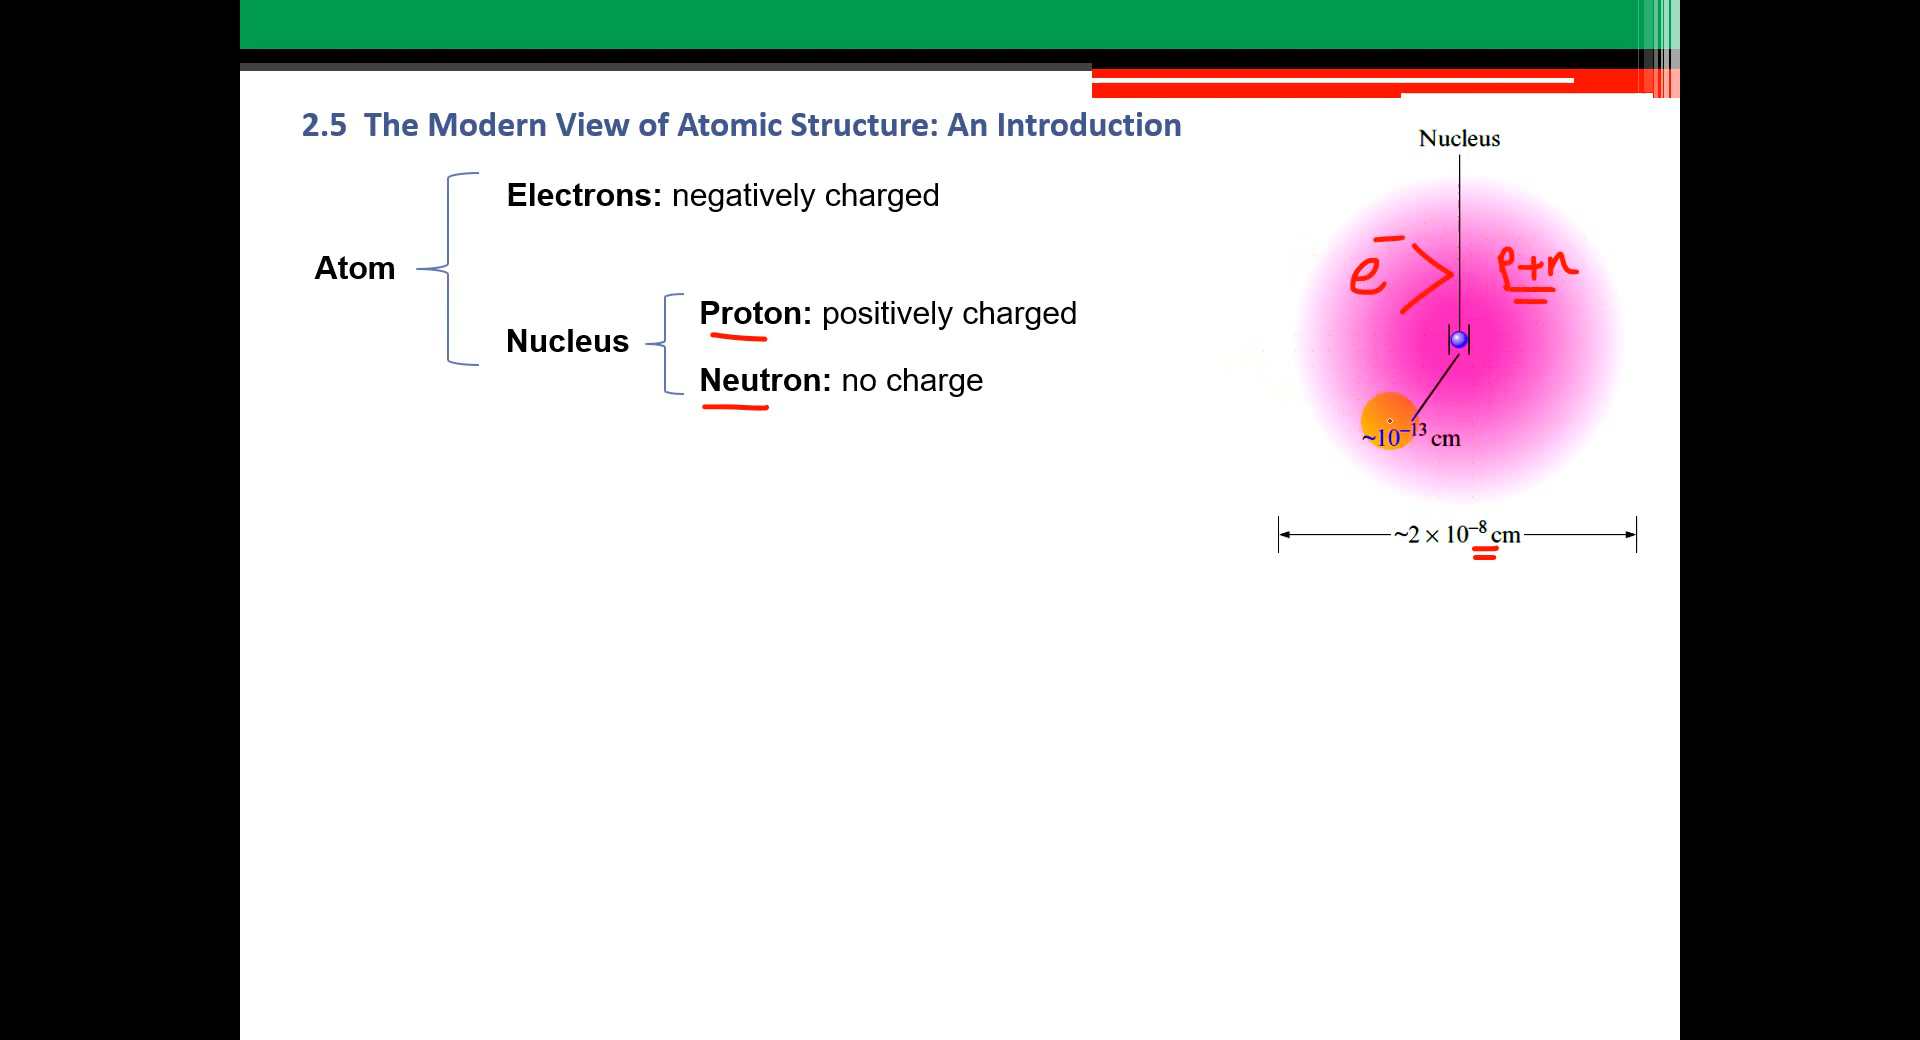 2.5 The Modern View of Atomic Structure: An Introduction
Nucleus
Electrons: negatively charged
Atom
e⁻ > p+n
Proton: positively charged
Nucleus
Neutron: no charge
~10⁻¹³ cm
~2 × 10⁻⁸ cm